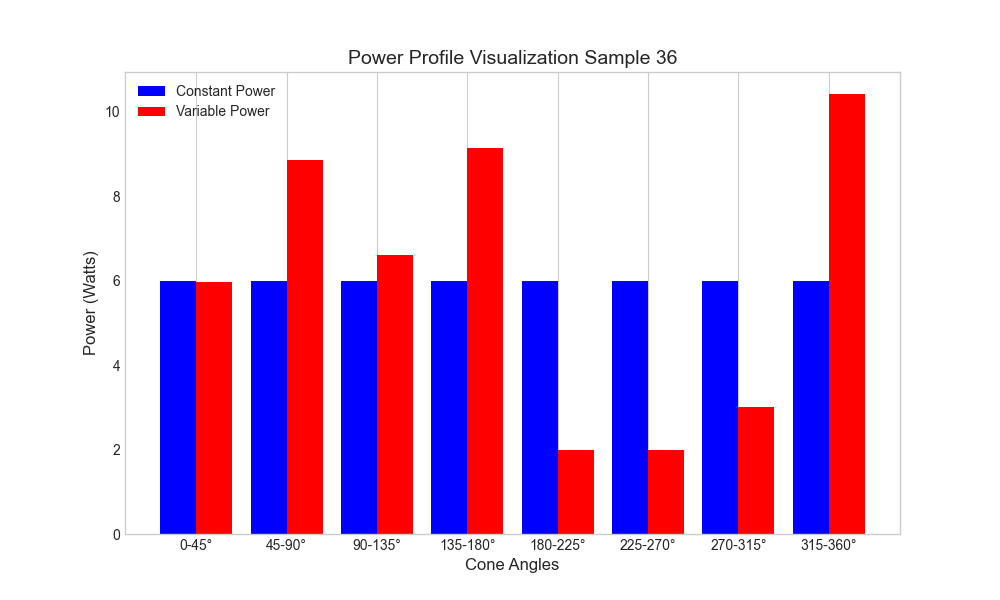 Power Profile Visualization Sample 36
Constant Power
Variable Power
Power (Watts)
10
8
6
4
2
0
0-45°
45-90°
90-135°
135-180°
180-225°
225-270°
270-315°
315-360°
Cone Angles